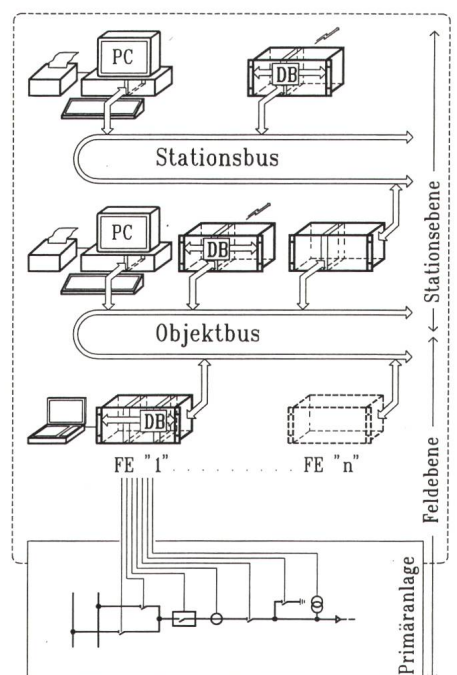 PC
DB
Stationsbus
PC
DB
Objektbus
DB
FE "1" . . . . . . . . . . . . FE "n"
Stationsebene
Feldebene
Primäranlage